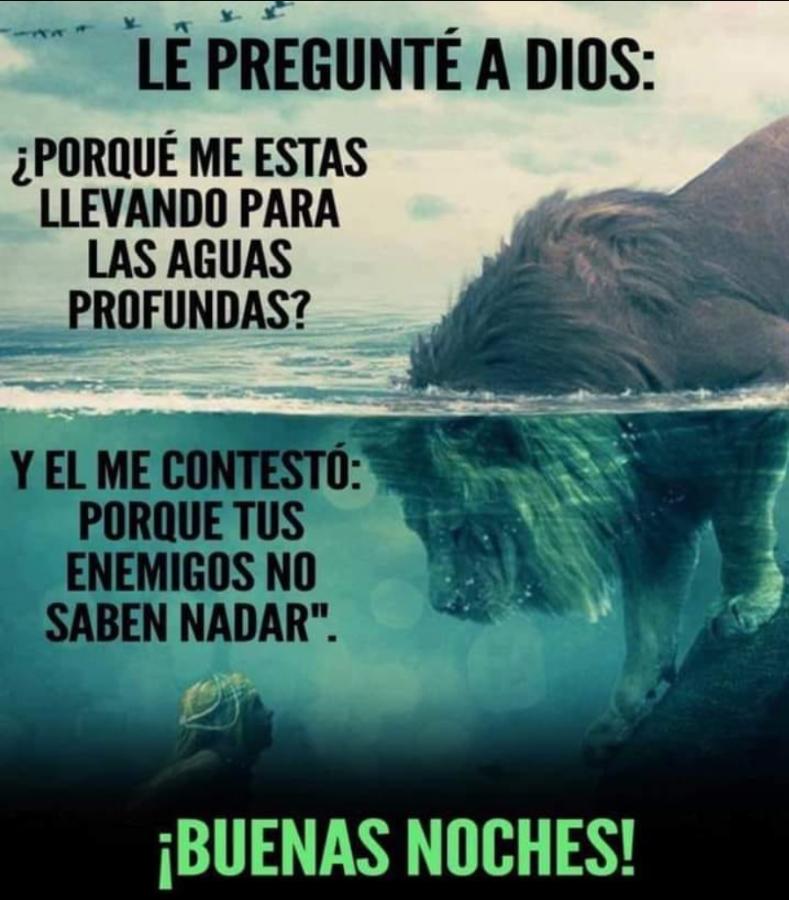 LE PREGUNTÉ A DIOS:
¿PORQUÉ ME ESTAS
LLEVANDO PARA
LAS AGUAS
PROFUNDAS?
Y EL ME CONTESTÓ:
PORQUE TUS
ENEMIGOS NO
SABEN NADAR".
¡BUENAS NOCHES!